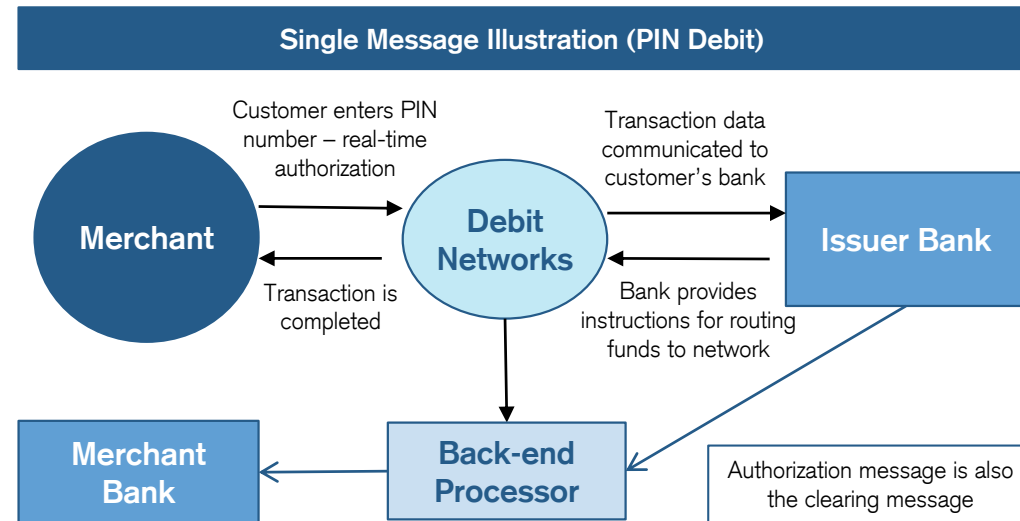 Single Message Illustration (PIN Debit)
Customer enters PIN
number – real-time
authorization
Transaction data
communicated to
customer's bank
Merchant
Debit
Networks
Issuer Bank
Transaction is
completed
Bank provides
instructions for routing
funds to network
Merchant
Bank
Back-end
Processor
Authorization message is also
the clearing message